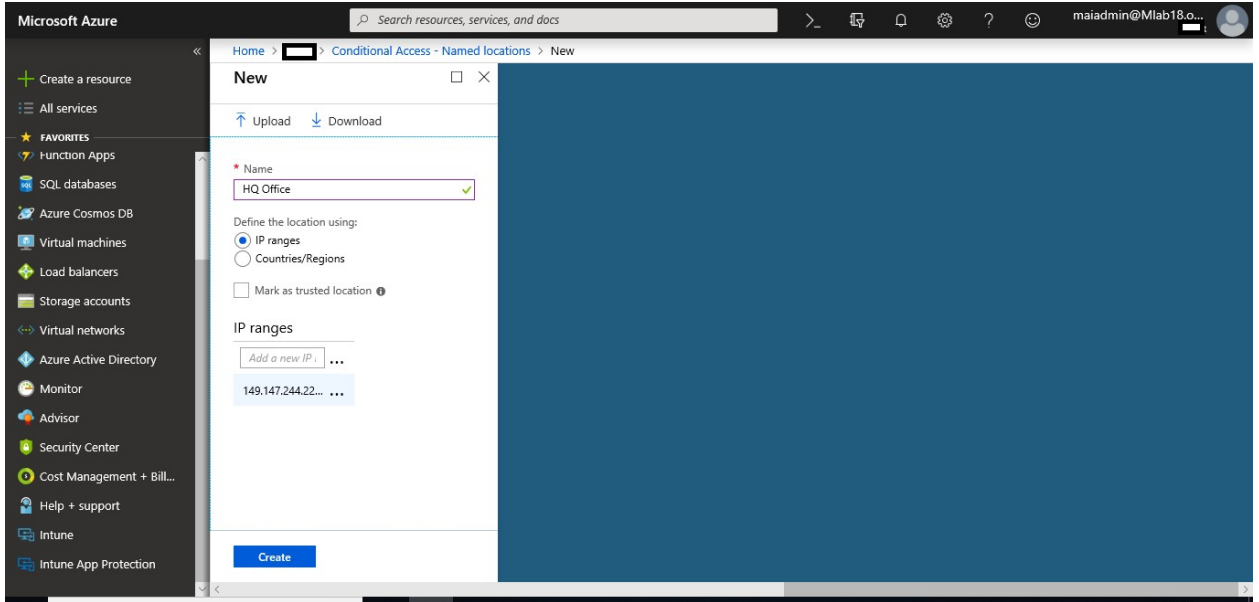 Microsoft Azure
Search resources, services, and docs
maiadmin@Mlab18.o...
Home > > Conditional Access - Named locations > New
Create a resource
All services
FAVORITES
Function Apps
SQL databases
Azure Cosmos DB
Virtual machines
Load balancers
Storage accounts
Virtual networks
Azure Active Directory
Monitor
Advisor
Security Center
Cost Management + Bill...
Help + support
Intune
Intune App Protection
New
Upload Download
* Name
HQ Office
Define the location using:
IP ranges
Countries/Regions
Mark as trusted location
IP ranges
Add a new IP
149.147.244.22... ...
Create